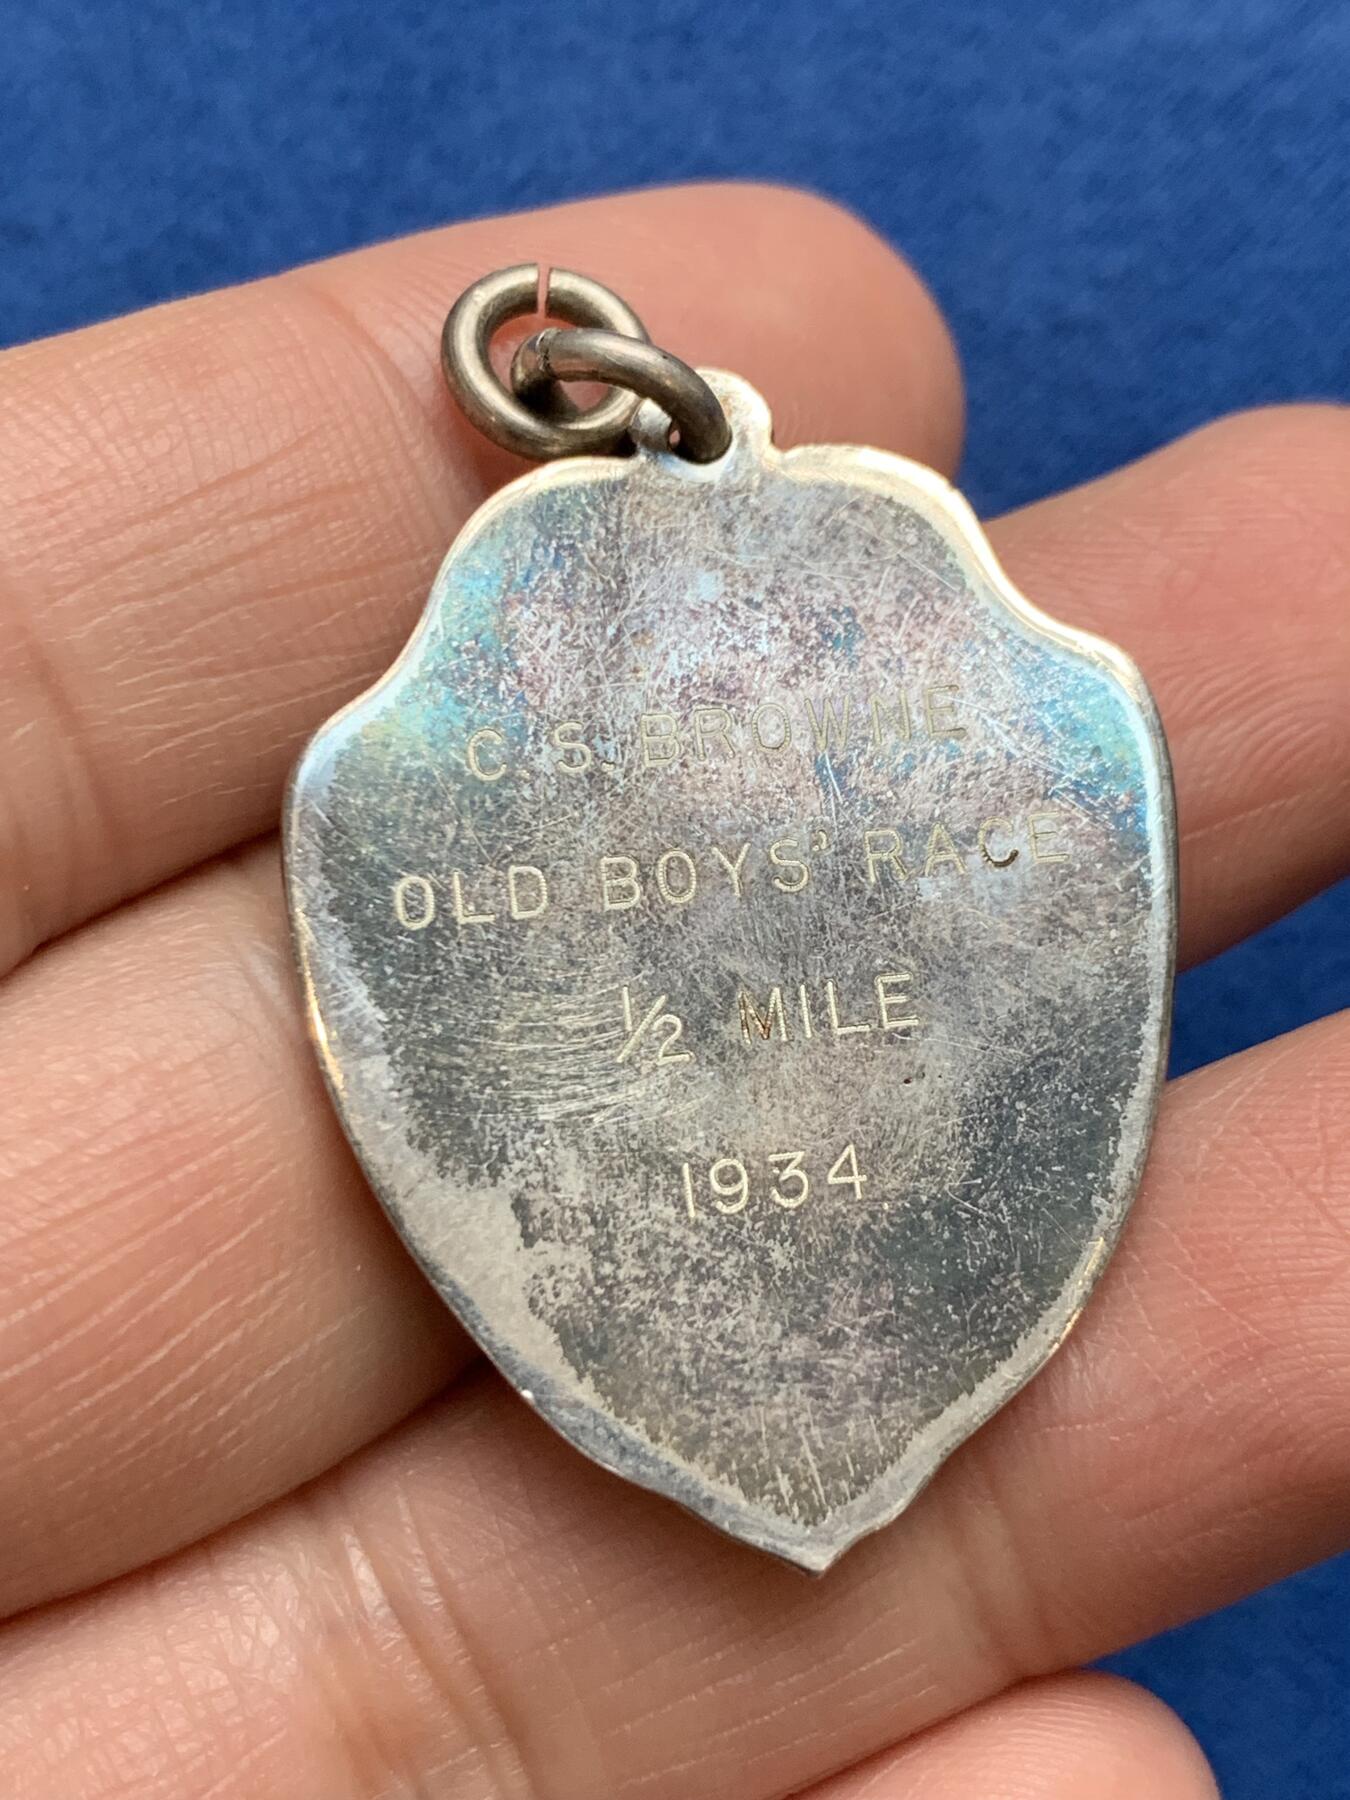 C. S. BROWNE
OLD BOYS' RACE
½ MILE
1934